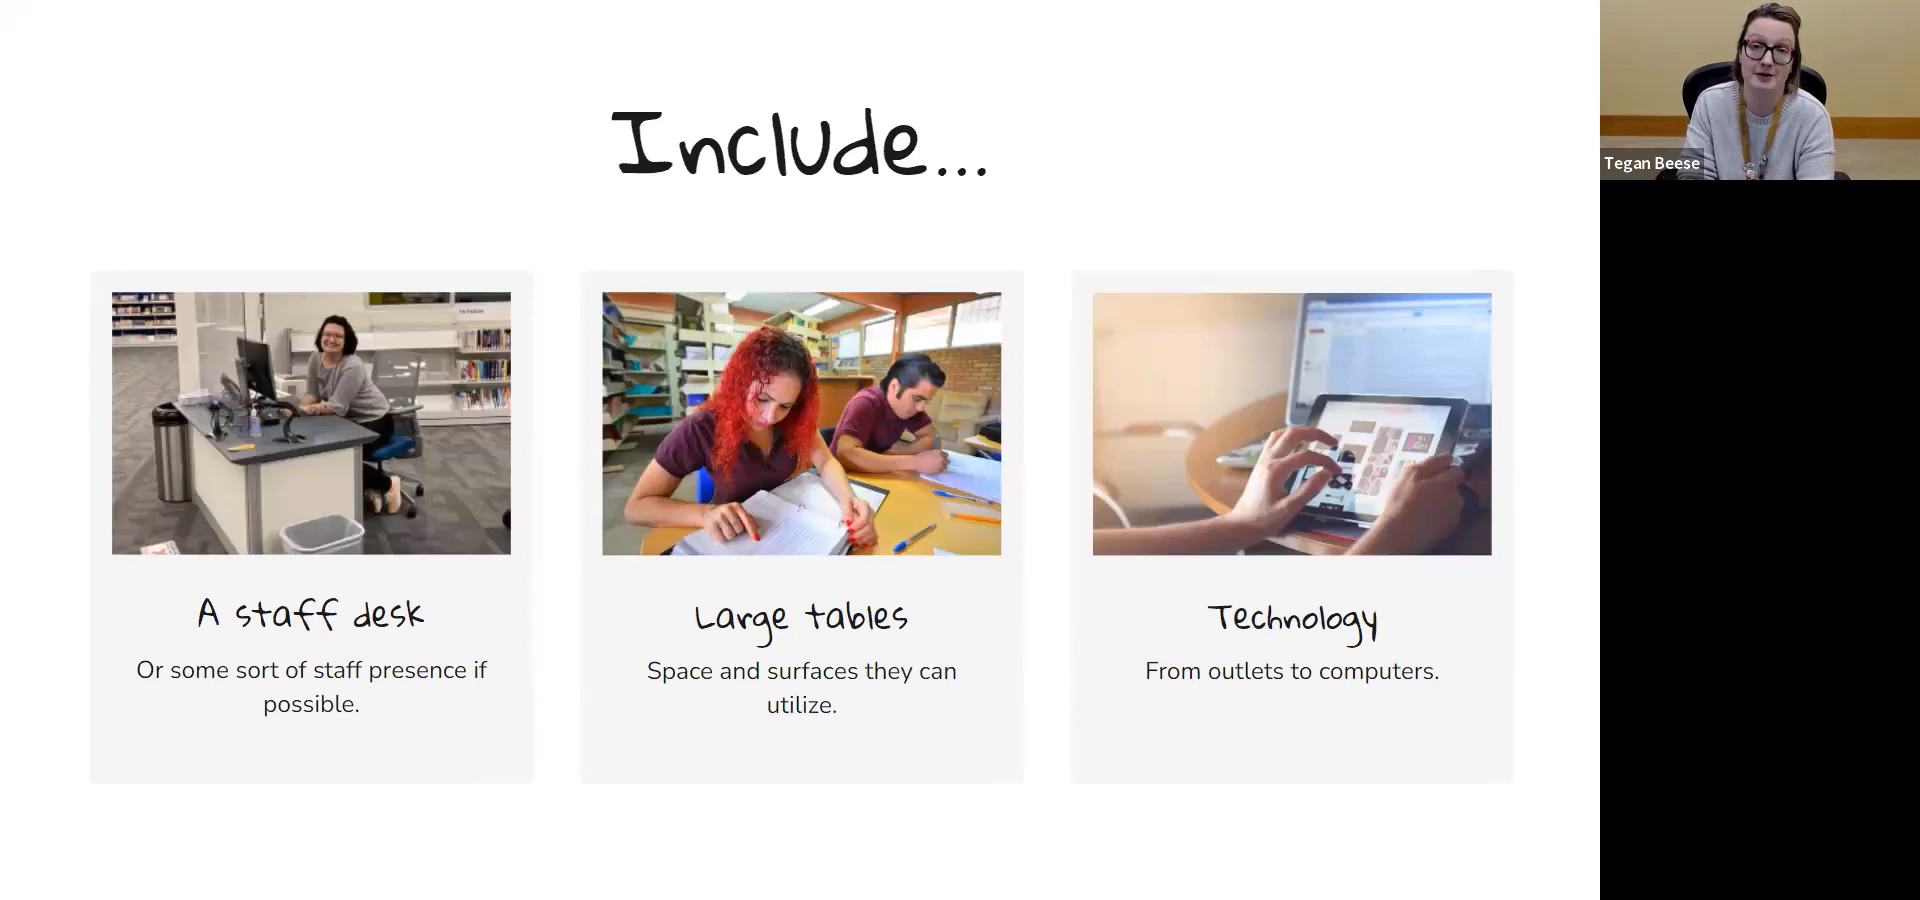 Include...
Tegan Beese
A staff desk
Or some sort of staff presence if
possible.
Large tables
Space and surfaces they can
utilize.
Technology
From outlets to computers.